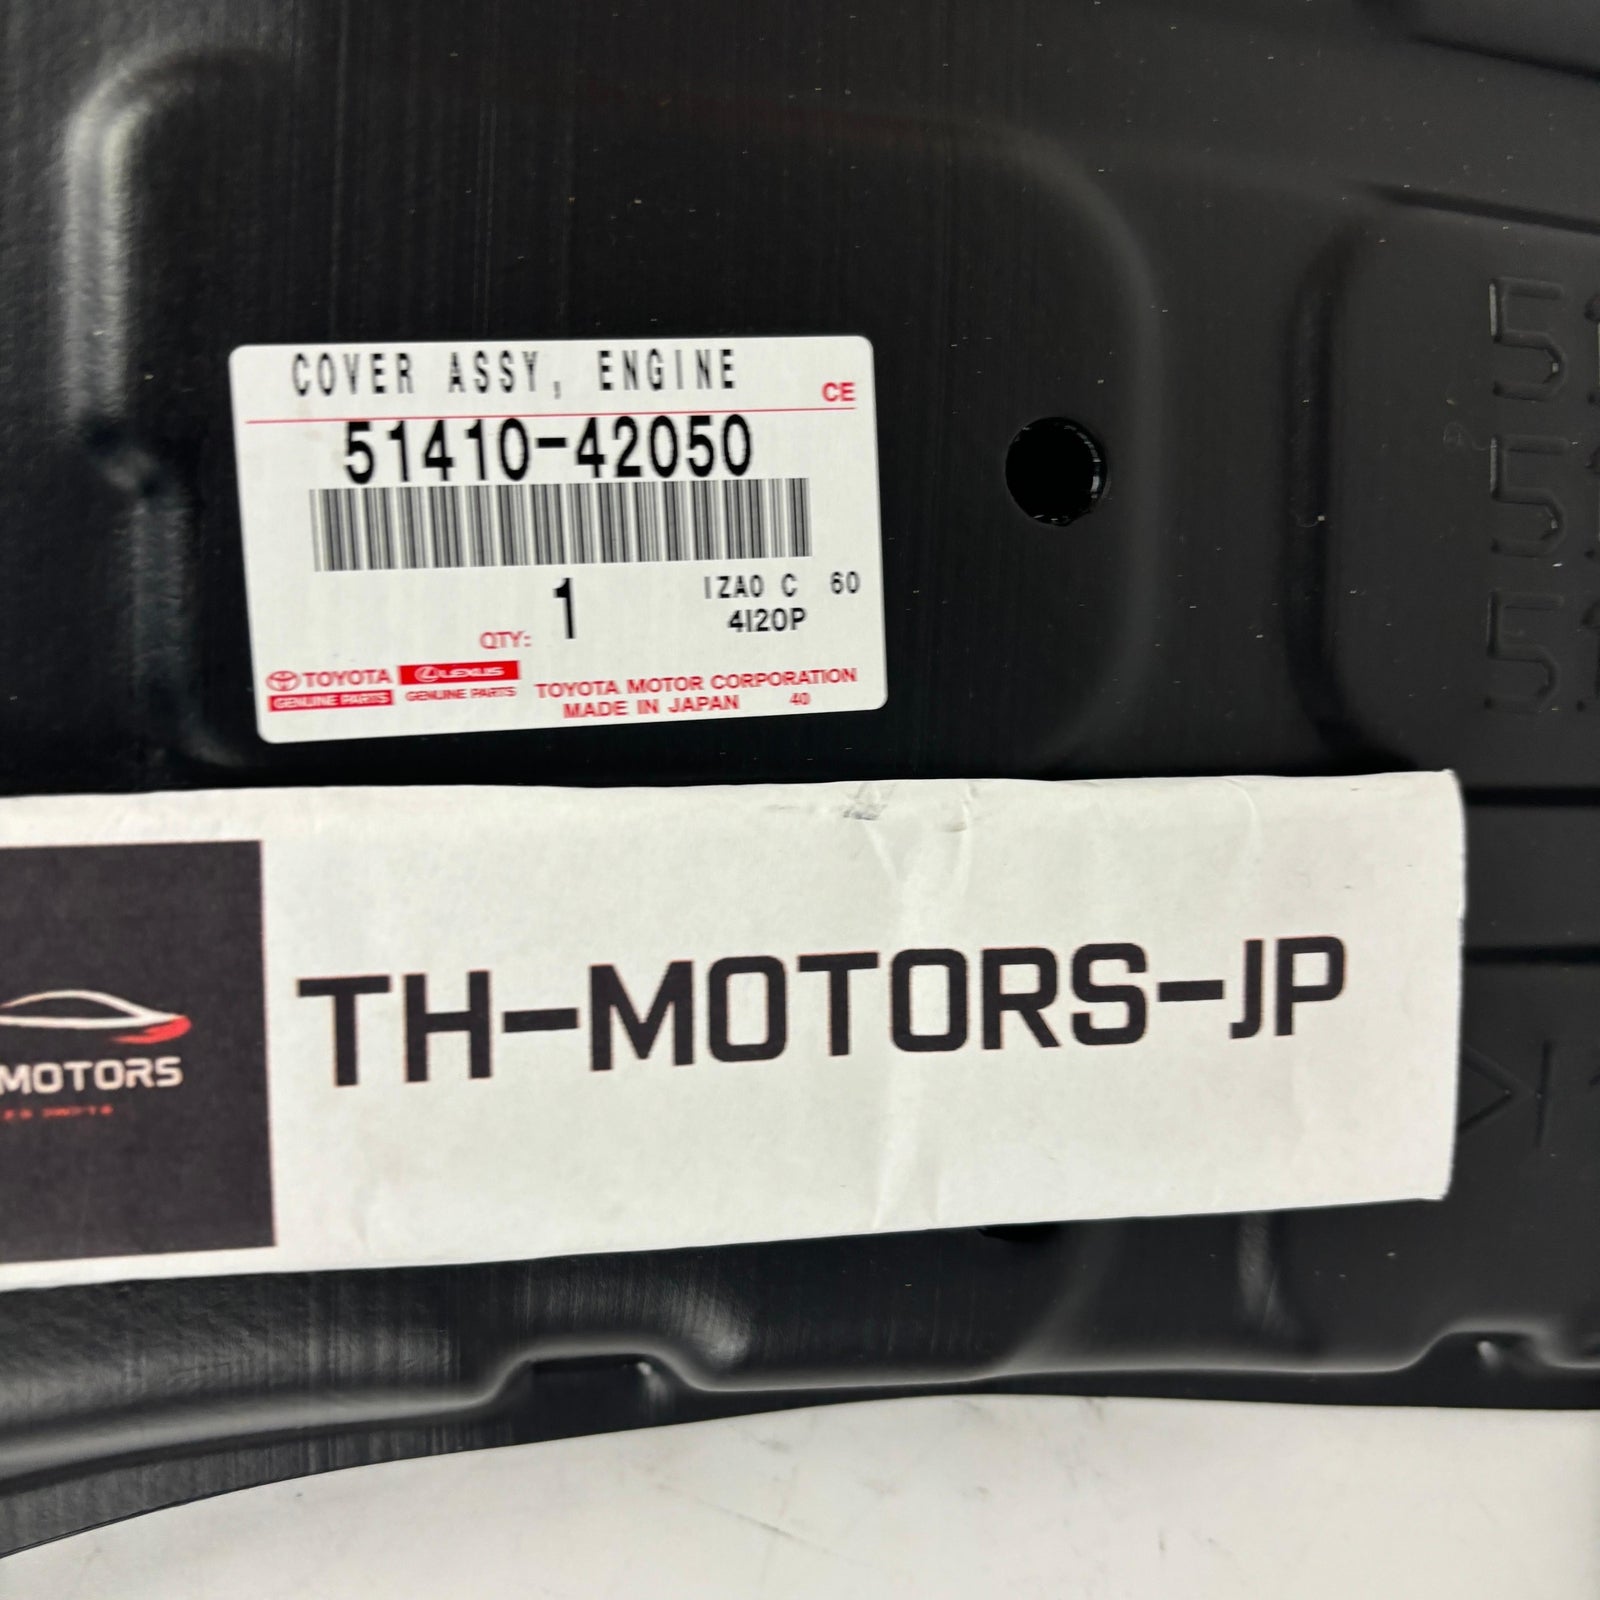 COVER ASSY, ENGINE
CE
51410-42050
1 IZA0 C 60
QTY: 4I20P
TOYOTA LEXUS
GENUINE PARTS GENUINE PARTS
TOYOTA MOTOR CORPORATION
MADE IN JAPAN 40
TH-MOTORS-JP
MOTORS